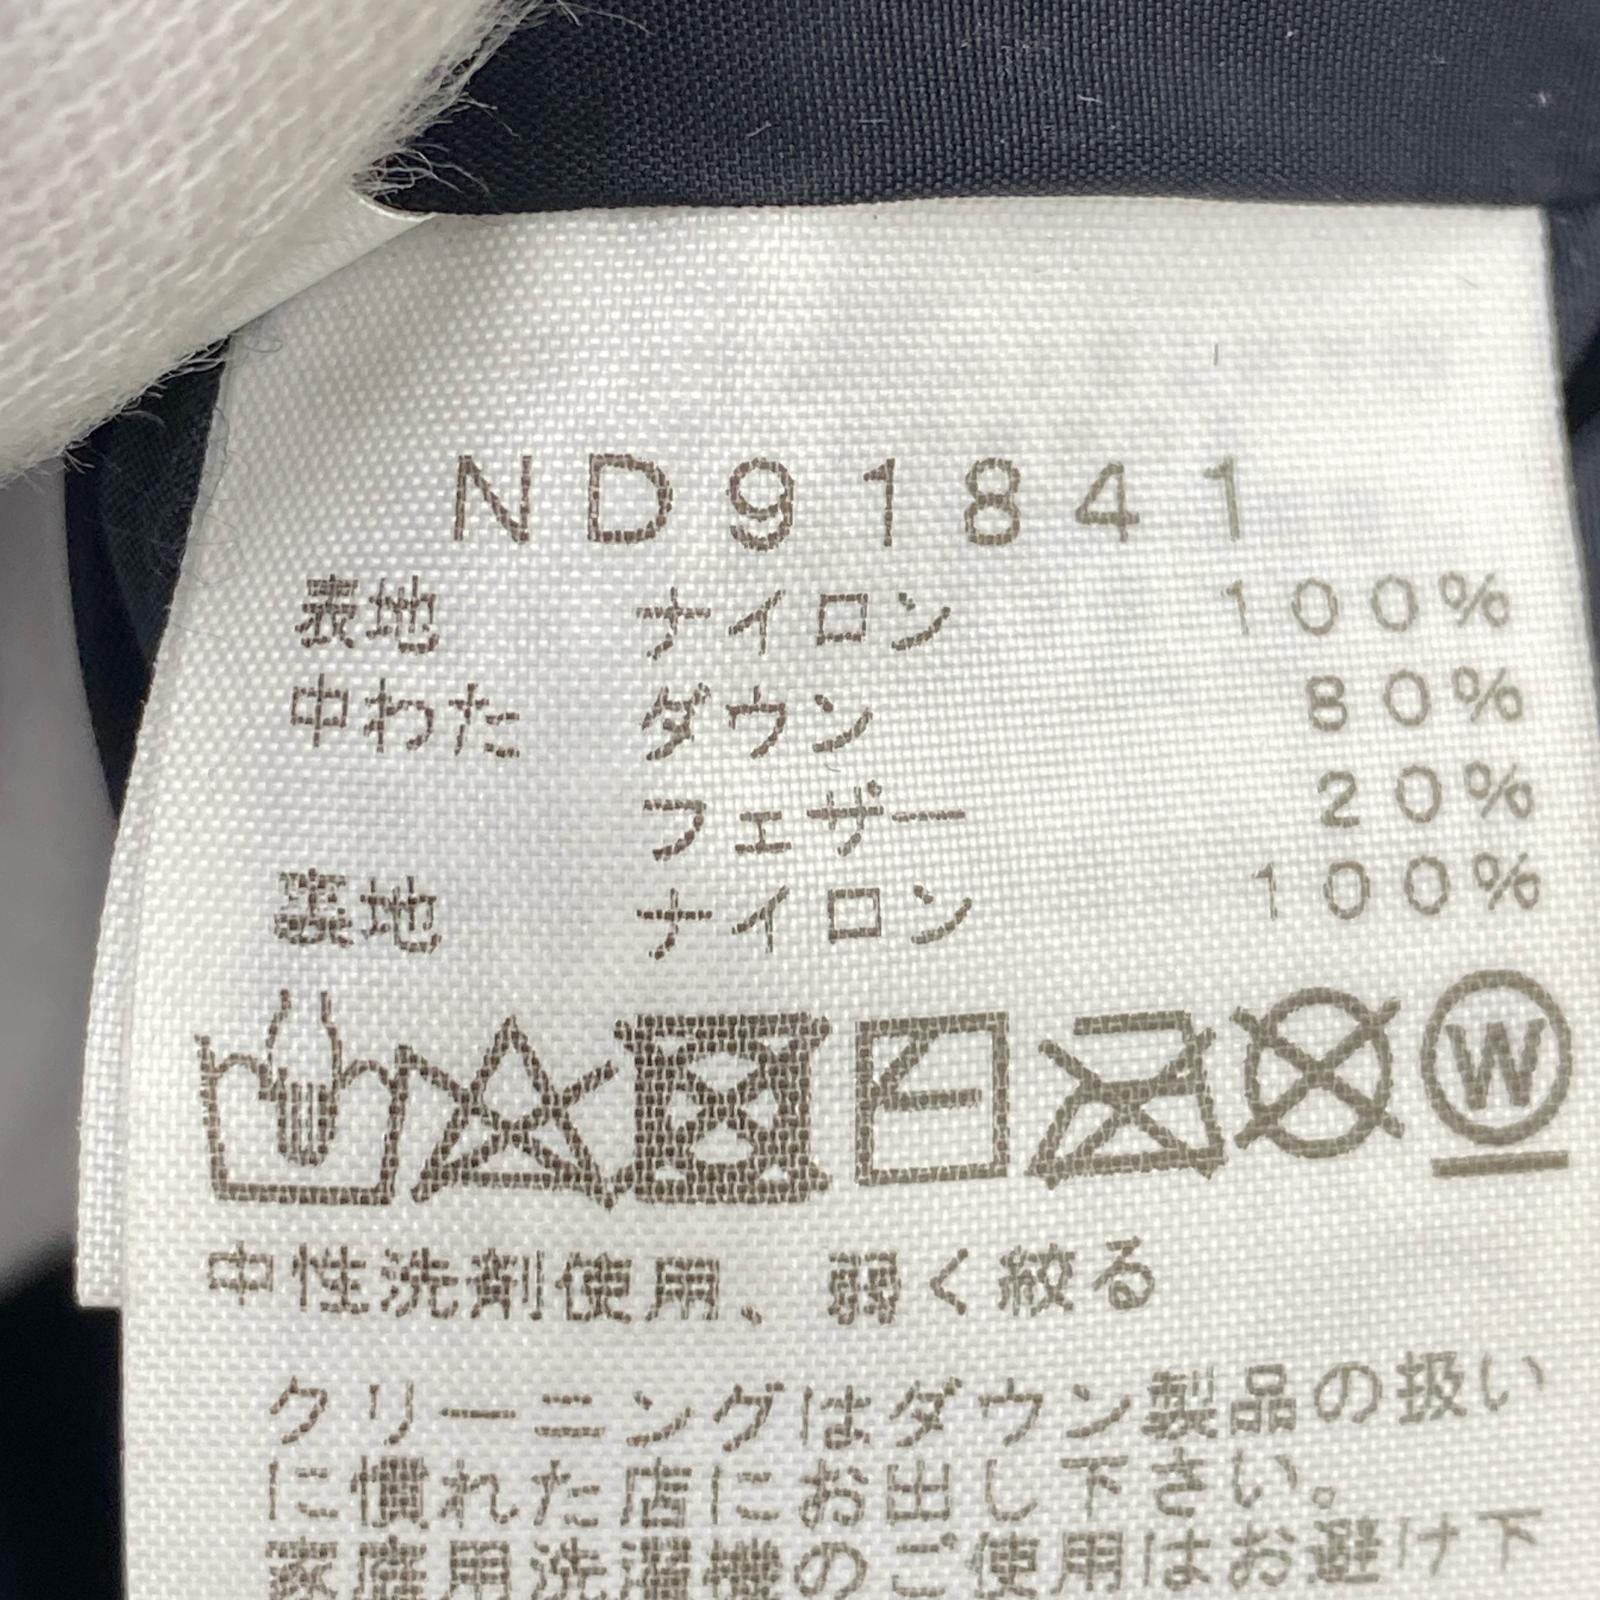 ND91841
表地 ナイロン 100%
中わた ダウン 80%
フェザー 20%
裏地 ナイロン 100%
W
中性洗剤使用、弱く絞る
クリーニングはダウン製品の扱い
に慣れた店にお出し下さい。
家庭用洗濯機のご使用はお避け下